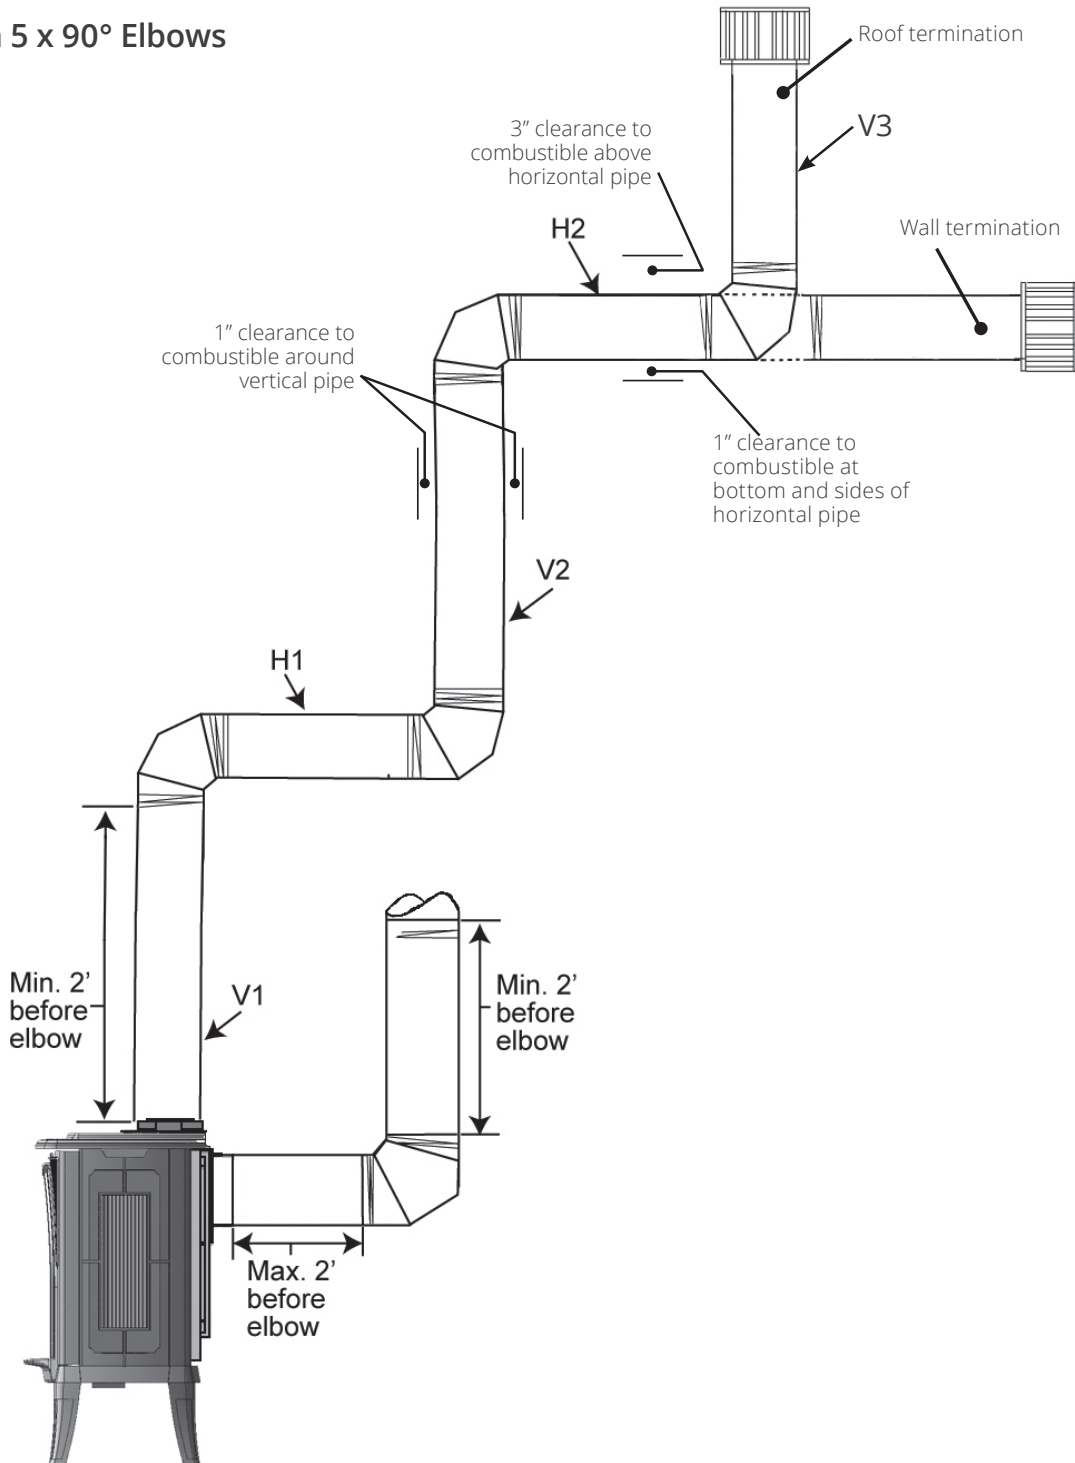 5 x 90° Elbows
Roof termination
3” clearance to
combustible above
horizontal pipe
V3
H2
Wall termination
1” clearance to
combustible around
vertical pipe
1” clearance to
combustible at
bottom and sides of
horizontal pipe
V2
H1
Min. 2’
before
elbow
V1
Min. 2’
before
elbow
Max. 2’
before
elbow